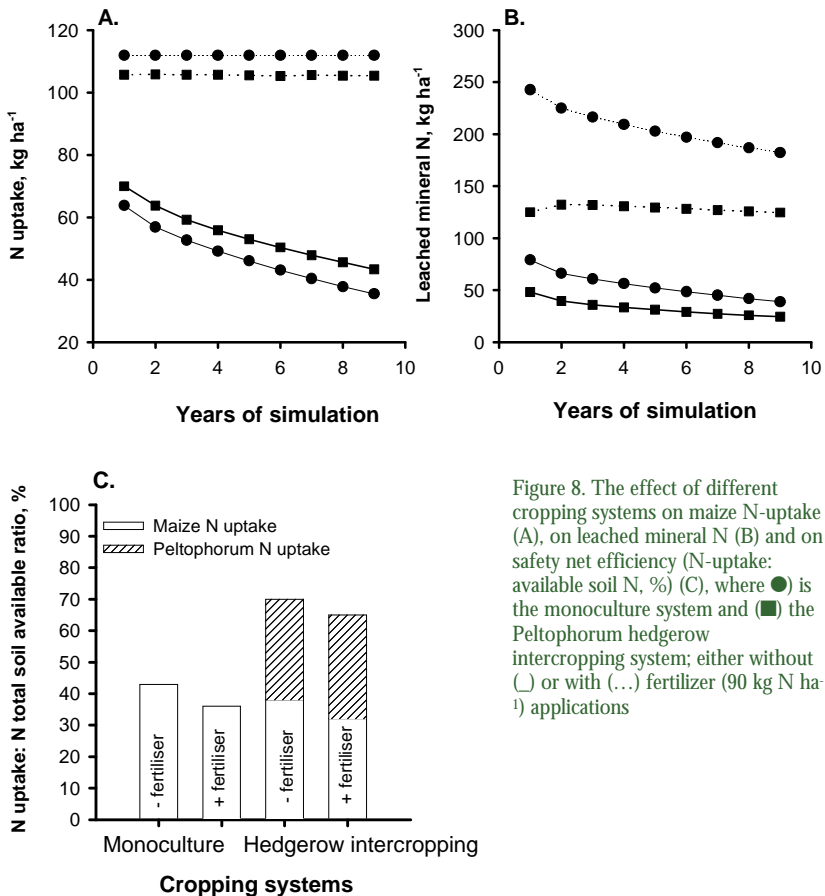 A.
120
100
80
60
40
20
N uptake, kg ha⁻¹
0 2 4 6 8 10
Years of simulation
B.
300
250
200
150
100
50
0
Leached mineral N, kg ha⁻¹
0 2 4 6 8 10
Years of simulation
C.
100
90
80
70
60
50
40
30
20
10
0
N uptake: N total soil available ratio, %
Maize N uptake
Peltophorum N uptake
- fertiliser
+ fertiliser
- fertiliser
+ fertiliser
Monoculture Hedgerow intercropping
Cropping systems
Figure 8. The effect of different
cropping systems on maize N-uptake
(A), on leached mineral N (B) and on
safety net efficiency (N-uptake:
available soil N, %) (C), where ●) is
the monoculture system and (■) the
Peltophorum hedgerow
intercropping system; either without
(_) or with (…) fertilizer (90 kg N ha-
¹) applications